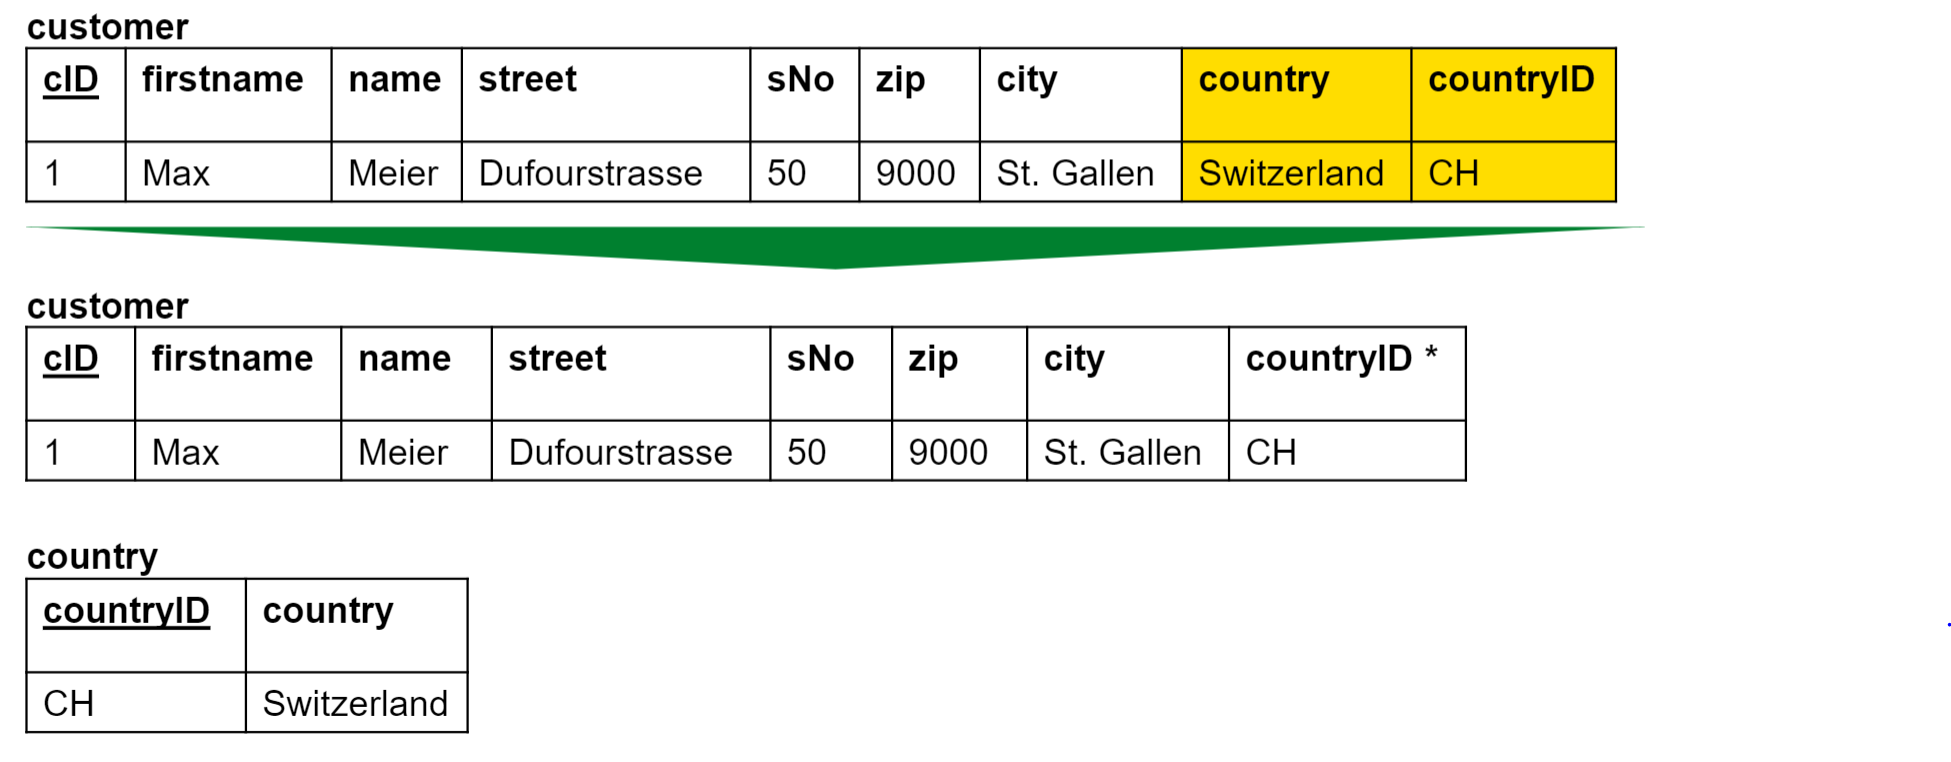 customer
cID firstname name street sNo zip city country countryID
1 Max Meier Dufourstrasse 50 9000 St. Gallen Switzerland CH
customer
cID firstname name street sNo zip city countryID *
1 Max Meier Dufourstrasse 50 9000 St. Gallen CH
country
countryID country
CH Switzerland